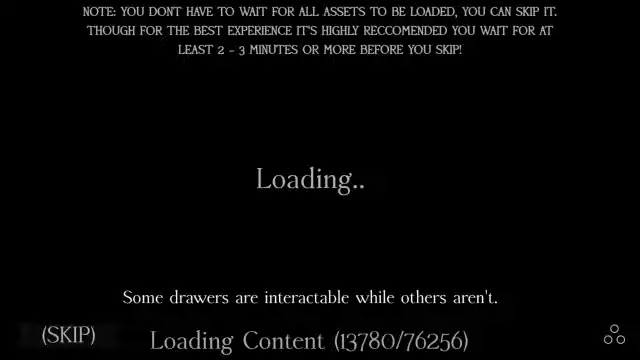 NOTE: YOU DONT HAVE TO WAIT FOR ALL ASSETS TO BE LOADED, YOU CAN SKIP IT.
THOUGH FOR THE BEST EXPERIENCE IT'S HIGHLY RECCOMENDED YOU WAIT FOR AT
LEAST 2 - 3 MINUTES OR MORE BEFORE YOU SKIP!
Loading..
Some drawers are interactable while others aren't.
(SKIP)
Loading Content (13780/76256)